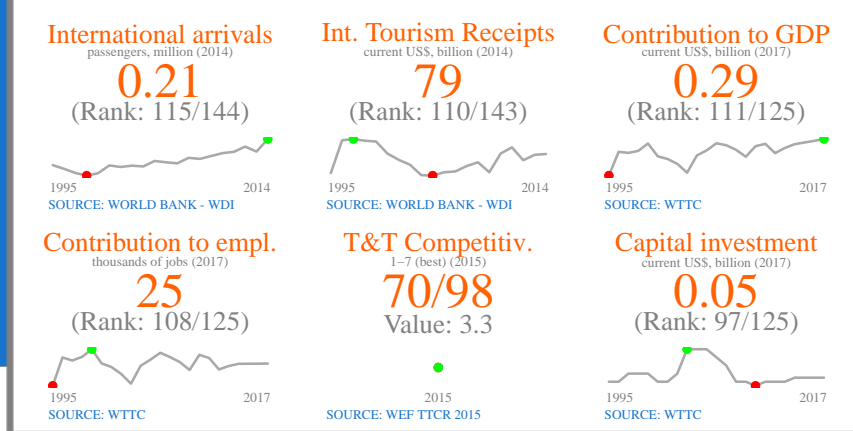 International arrivals
passengers, million (2014)
0.21
(Rank: 115/144)
1995 2014
SOURCE: WORLD BANK - WDI
Int. Tourism Receipts
current US$, billion (2014)
79
(Rank: 110/143)
1995 2014
SOURCE: WORLD BANK - WDI
Contribution to GDP
current US$, billion (2017)
0.29
(Rank: 111/125)
1995 2017
SOURCE: WTTC
Contribution to empl.
thousands of jobs (2017)
25
(Rank: 108/125)
1995 2017
SOURCE: WTTC
T&T Competitiv.
1–7 (best) (2015)
70/98
Value: 3.3
2015
SOURCE: WEF TTCR 2015
Capital investment
current US$, billion (2017)
0.05
(Rank: 97/125)
1995 2017
SOURCE: WTTC